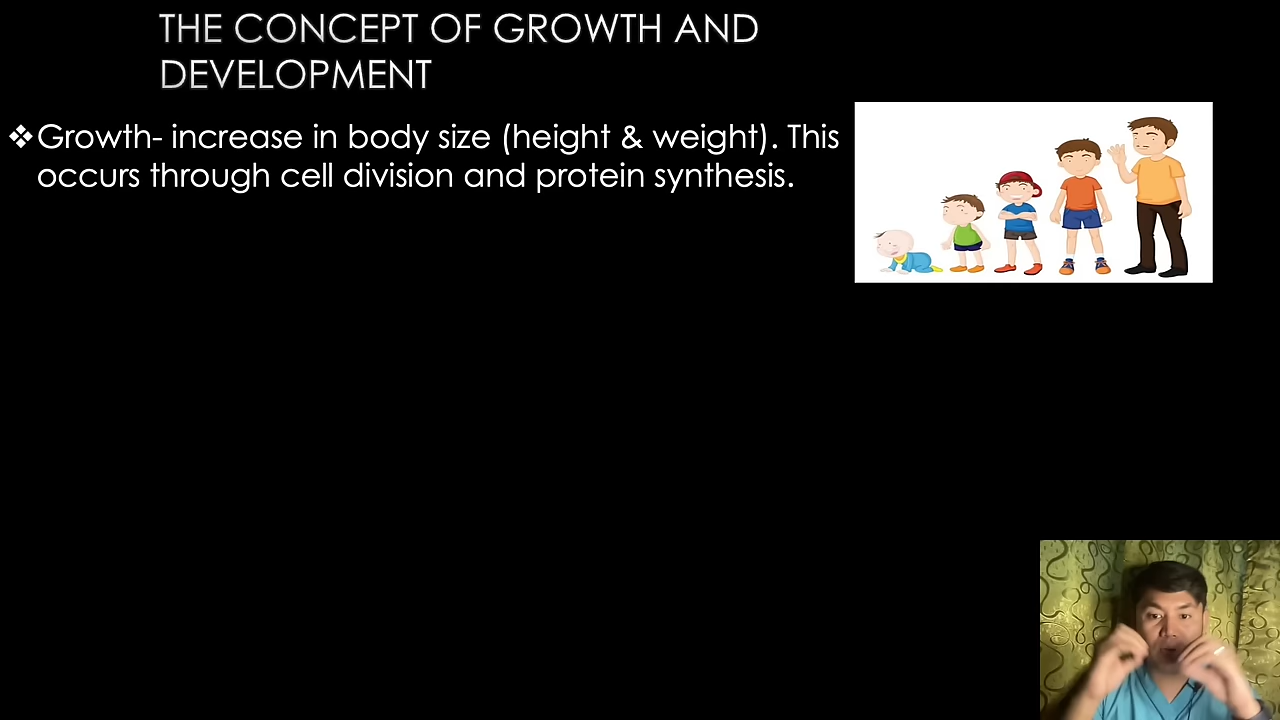 THE CONCEPT OF GROWTH AND
DEVELOPMENT
❖Growth- increase in body size (height & weight). This
occurs through cell division and protein synthesis.